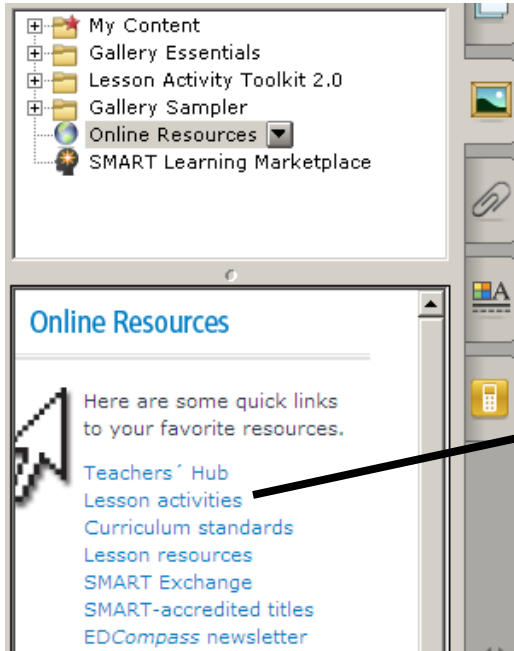 My Content
Gallery Essentials
Lesson Activity Toolkit 2.0
Gallery Sampler
Online Resources
SMART Learning Marketplace
A
Online Resources
Here are some quick links
to your favorite resources.
Teachers´ Hub
Lesson activities
Curriculum standards
Lesson resources
SMART Exchange
SMART-accredited titles
EDCompass newsletter